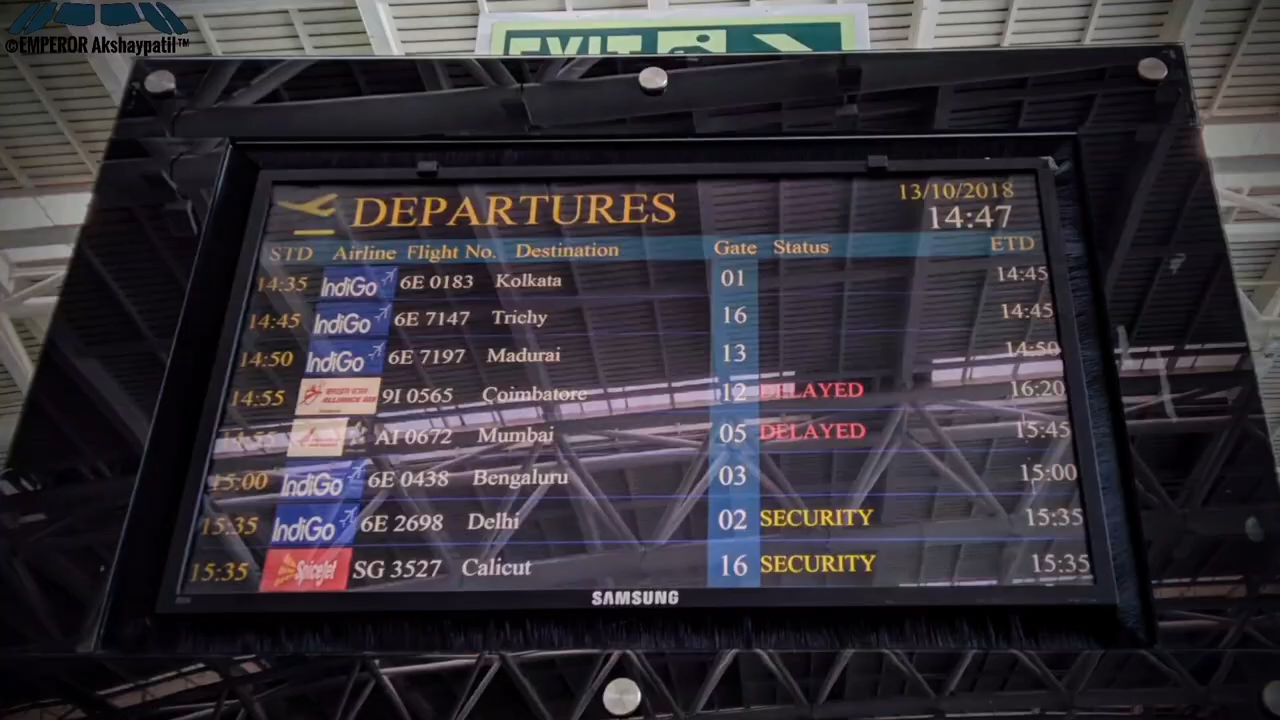 ©EMPEROR Akshaypatil™
EXIT
DEPARTURES
13/10/2018
14:47
STD Airline Flight No. Destination Gate Status ETD
14:35 IndiGo 6E 0183 Kolkata 01 14:45
14:45 IndiGo 6E 7147 Trichy 16 14:45
14:50 IndiGo 6E 7197 Madurai 13 14:50
14:55 ALLIANCE AIR 9I 0565 Coimbatore 12 DELAYED 16:20
14:55 AI 0672 Mumbai 05 DELAYED 15:45
15:00 IndiGo 6E 0438 Bengaluru 03 15:00
15:35 IndiGo 6E 2698 Delhi 02 SECURITY 15:35
15:35 SpiceJet SG 3527 Calicut 16 SECURITY 15:35
SAMSUNG